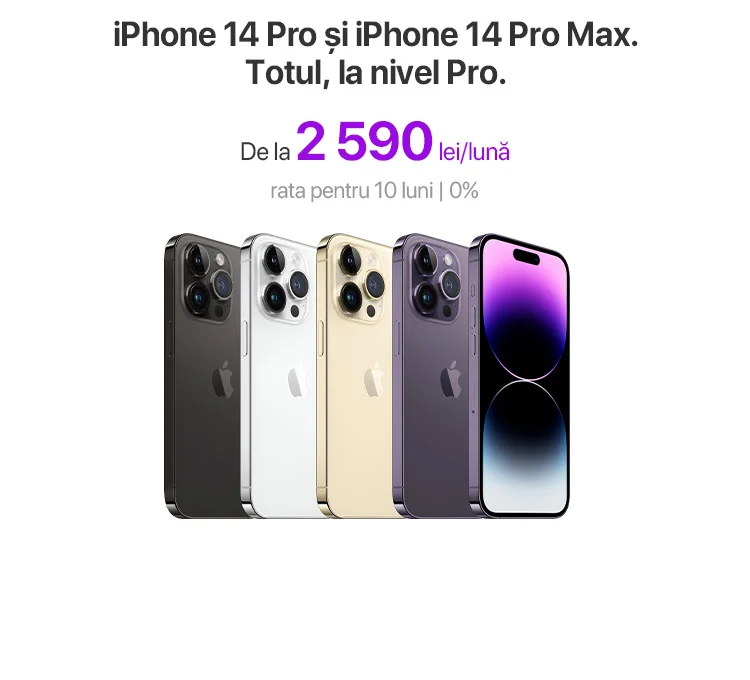 iPhone 14 Pro și iPhone 14 Pro Max.
Totul, la nivel Pro.
De la 2 590 lei/lună
rata pentru 10 luni | 0%